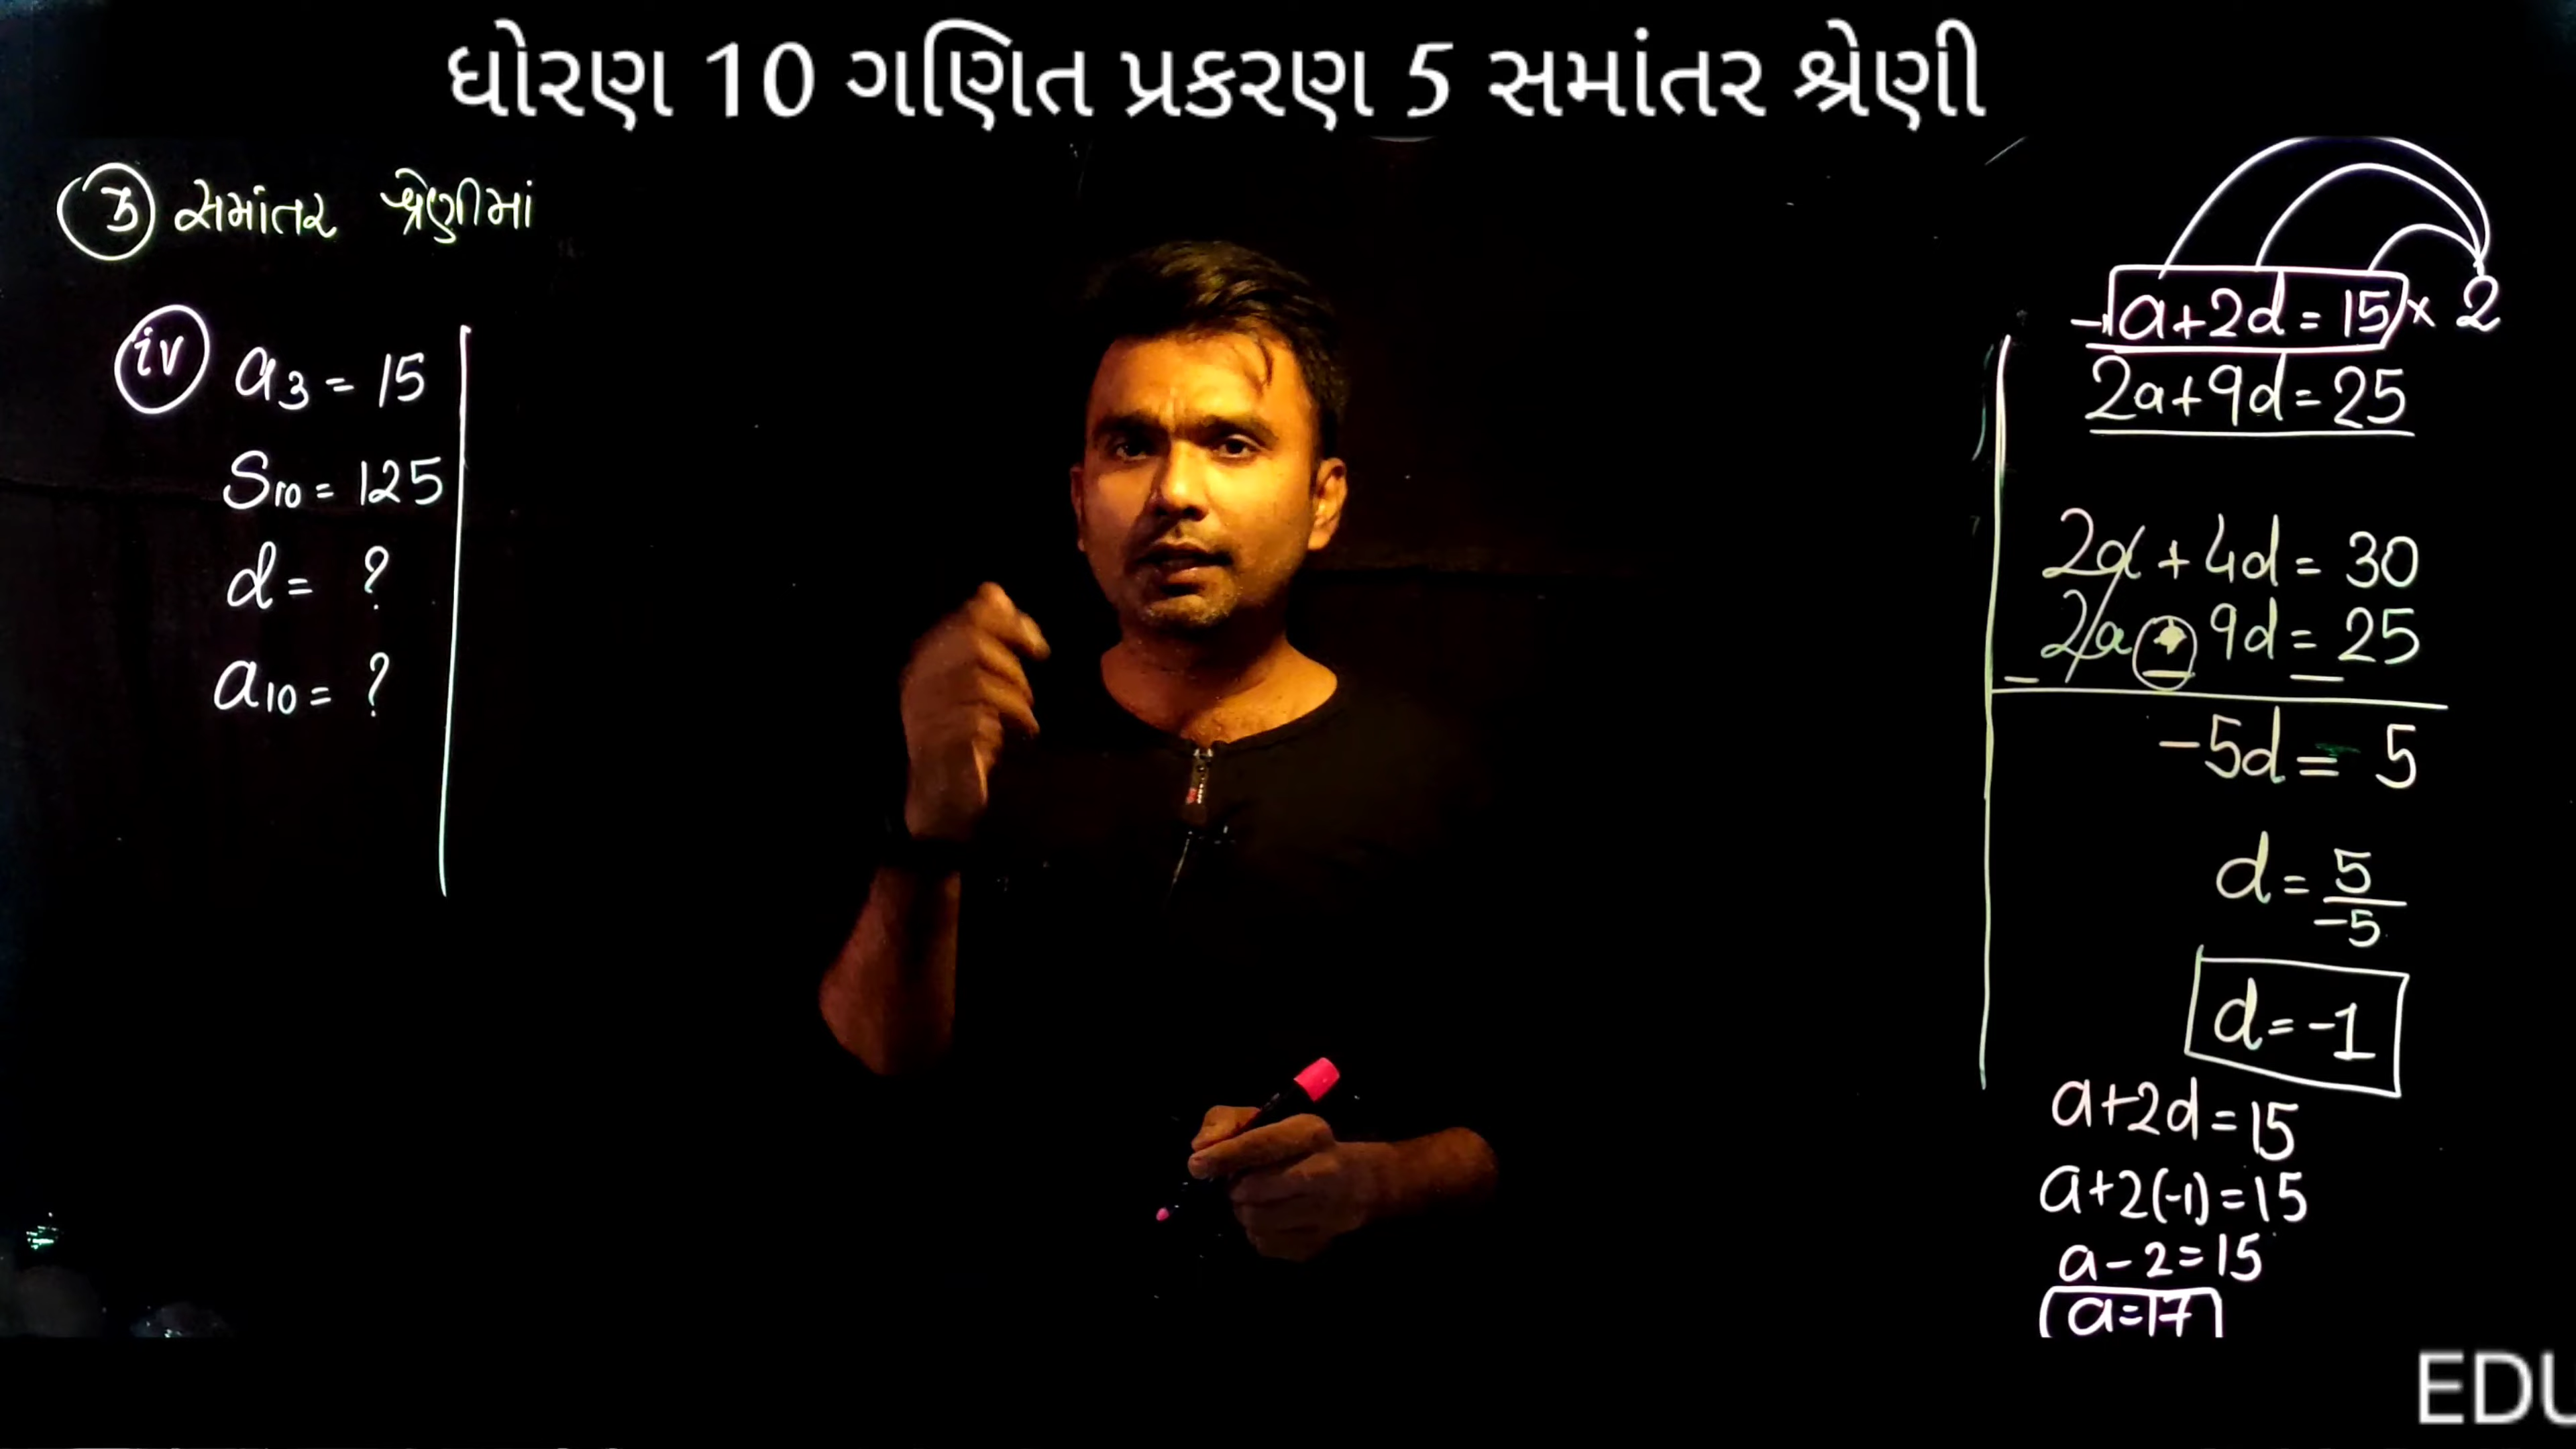 ધોરણ 10 ગણિત પ્રકરણ 5 સમાંતર શ્રેણી
3 સમાંતર શ્રેણીમાં
iv a₃ = 15
S₁₀ = 125
d = ?
a₁₀ = ?
a+2d = 15 × 2
2a+9d = 25
2a + 4d = 30
2a + 9d = 25
-5d = 5
d = 5/-5
d = -1
a+2d = 15
a+2(-1) = 15
a - 2 = 15
a = 17
EDU